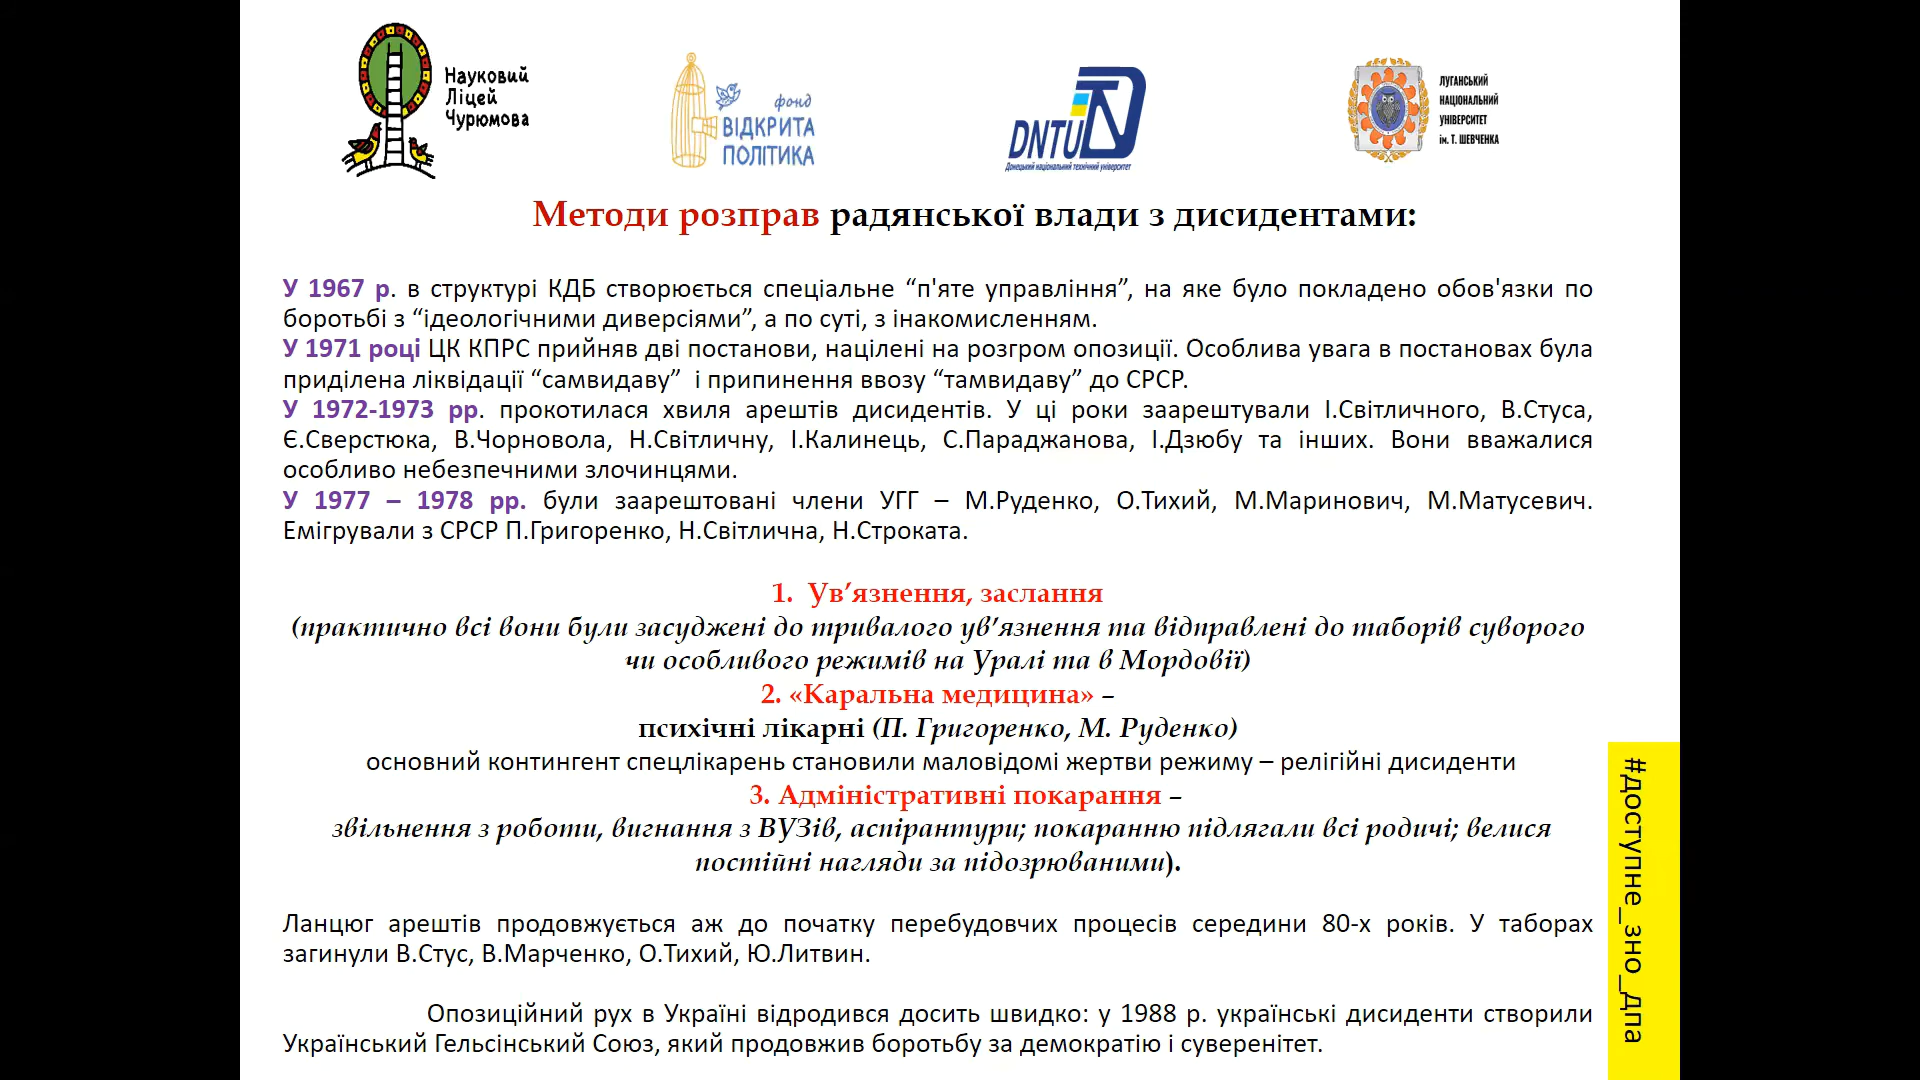 Науковий
Ліцей
Чурюмова
фонд
ВІДКРИТА
ПОЛІТИКА
DNTU
Донецький національний технічний університет
ЛУГАНСЬКИЙ
НАЦІОНАЛЬНИЙ
УНІВЕРСИТЕТ
ім. Т. ШЕВЧЕНКА
Методи розправ радянської влади з дисидентами:
У 1967 р. в структурі КДБ створюється спеціальне “п'яте управління”, на яке було покладено обов'язки по
боротьбі з “ідеологічними диверсіями”, а по суті, з інакомисленням.
У 1971 році ЦК КПРС прийняв дві постанови, націлені на розгром опозиції. Особлива увага в постановах була
приділена ліквідації “самвидаву” і припинення ввозу “тамвидаву” до СРСР.
У 1972-1973 рр. прокотилася хвиля арештів дисидентів. У ці роки заарештували І.Світличного, В.Стуса,
Є.Сверстюка, В.Чорновола, Н.Світличну, І.Калинець, С.Параджанова, І.Дзюбу та інших. Вони вважалися
особливо небезпечними злочинцями.
У 1977 – 1978 рр. були заарештовані члени УГГ – М.Руденко, О.Тихий, М.Маринович, М.Матусевич.
Емігрували з СРСР П.Григоренко, Н.Світлична, Н.Строката.
1. Ув’язнення, заслання
(практично всі вони були засуджені до тривалого ув’язнення та відправлені до таборів суворого
чи особливого режимів на Уралі та в Мордовії)
2. «Каральна медицина» –
психічні лікарні (П. Григоренко, М. Руденко)
основний контингент спецлікарень становили маловідомі жертви режиму – релігійні дисиденти
3. Адміністративні покарання –
звільнення з роботи, вигнання з ВУЗів, аспірантури; покаранню підлягали всі родичі; велися
постійні нагляди за підозрюваними).
Ланцюг арештів продовжується аж до початку перебудовчих процесів середини 80-х років. У таборах
загинули В.Стус, В.Марченко, О.Тихий, Ю.Литвин.
Опозиційний рух в Україні відродився досить швидко: у 1988 р. українські дисиденти створили
Український Гельсінський Союз, який продовжив боротьбу за демократію і суверенітет.
#доступне_зно_дпа